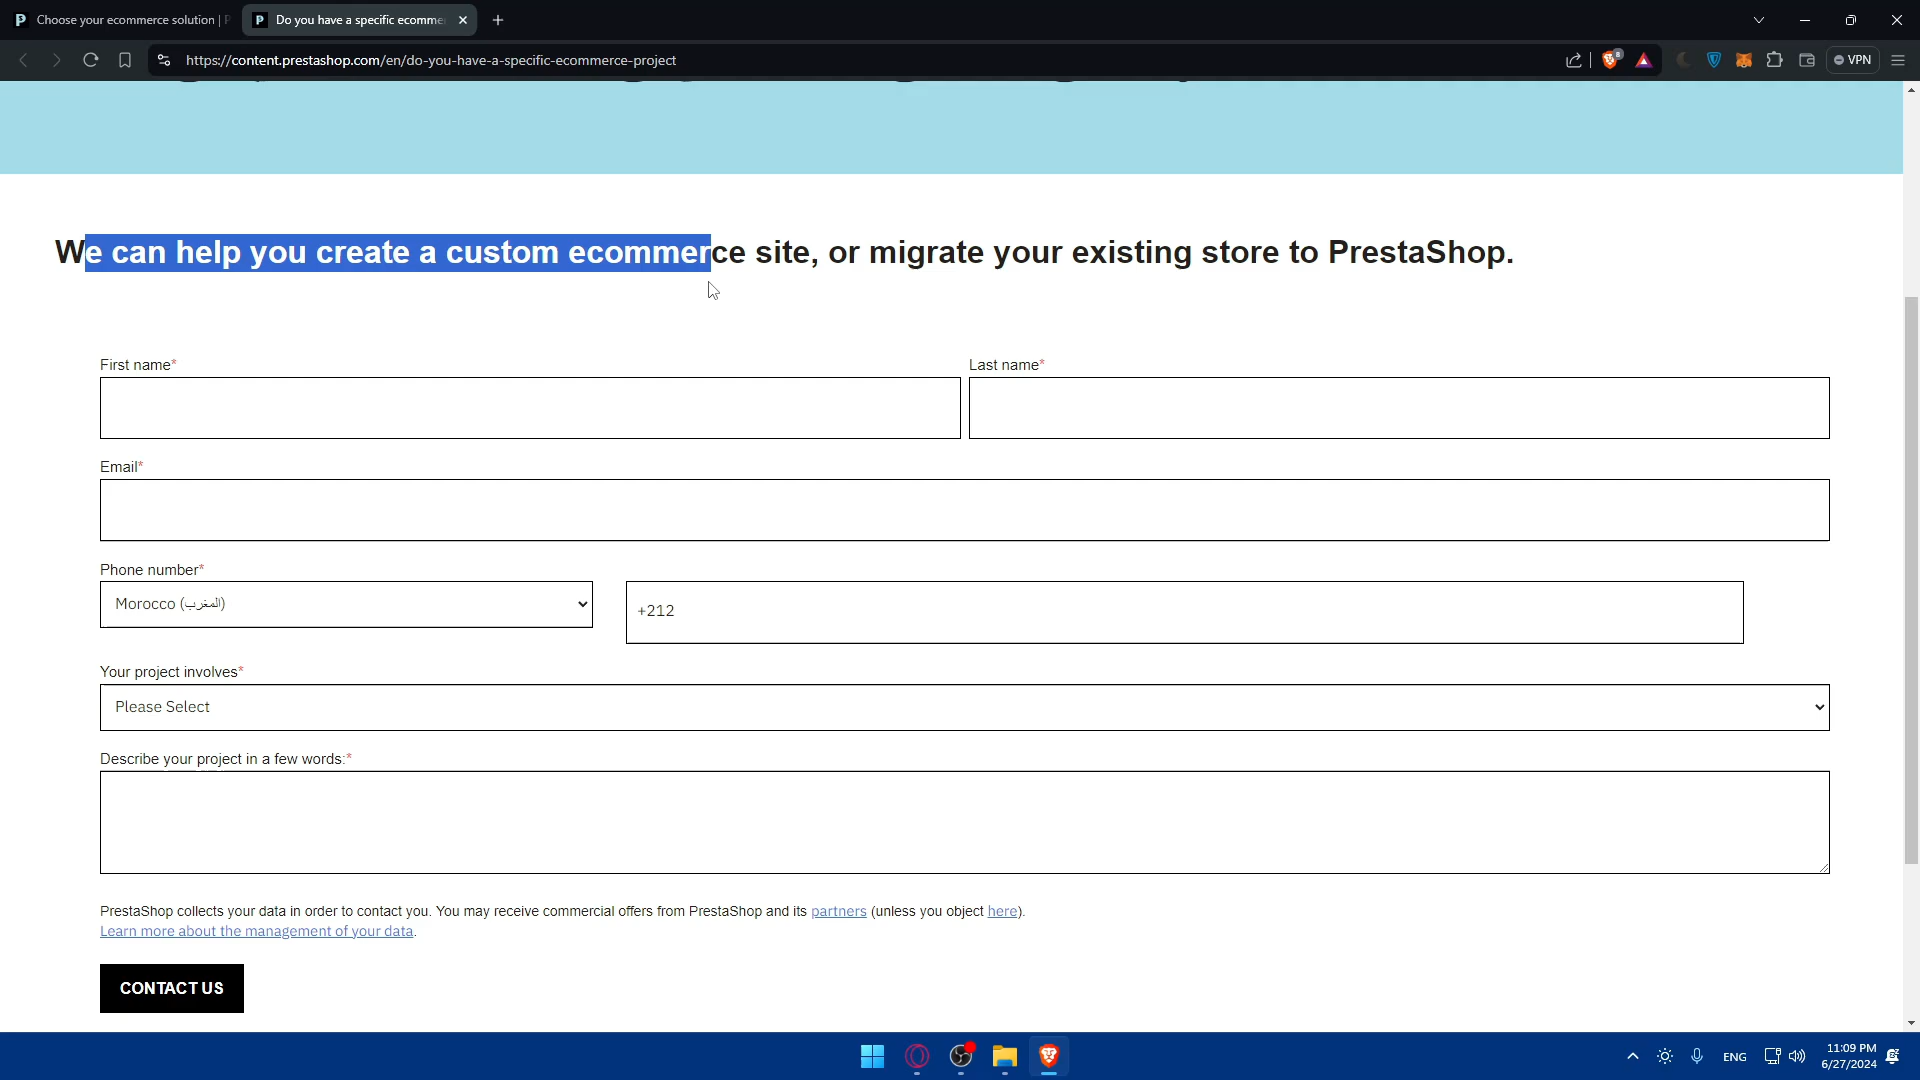 Choose your ecommerce solution | P
Do you have a specific ecomme
https://content.prestashop.com/en/do-you-have-a-specific-ecommerce-project
8
VPN
We can help you create a custom ecommerce site, or migrate your existing store to PrestaShop.
First name*
Last name*
Email*
Phone number*
Morocco (المغرب)
+212
Your project involves*
Please Select
Describe your project in a few words:*
PrestaShop collects your data in order to contact you. You may receive commercial offers from PrestaShop and its partners (unless you object here).
Learn more about the management of your data.
CONTACT US
ENG
11:09 PM
6/27/2024